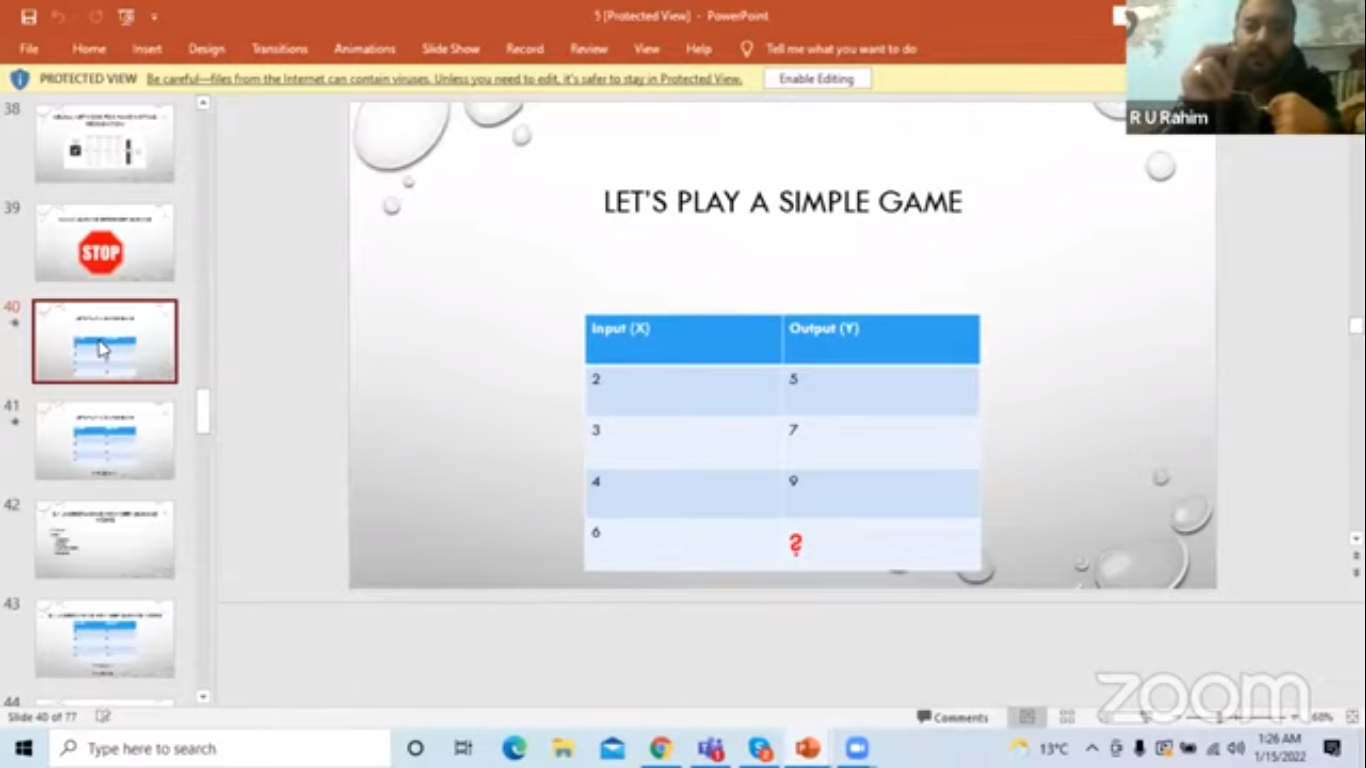 5 [Protected View] - PowerPoint
File Home Insert Design Transitions Animations Slide Show Record Review View Help Tell me what you want to do
PROTECTED VIEW Be careful—files from the Internet can contain viruses. Unless you need to edit, it's safer to stay in Protected View. Enable Editing
R U Rahim
38
39
STOP
40
41
42
43
44
LET'S PLAY A SIMPLE GAME
Input (X) Output (Y)
2 5
3 7
4 9
6 ?
zoom
Slide 40 of 77 Comments 68%
Type here to search 13°C 1:26 AM
1/15/2022